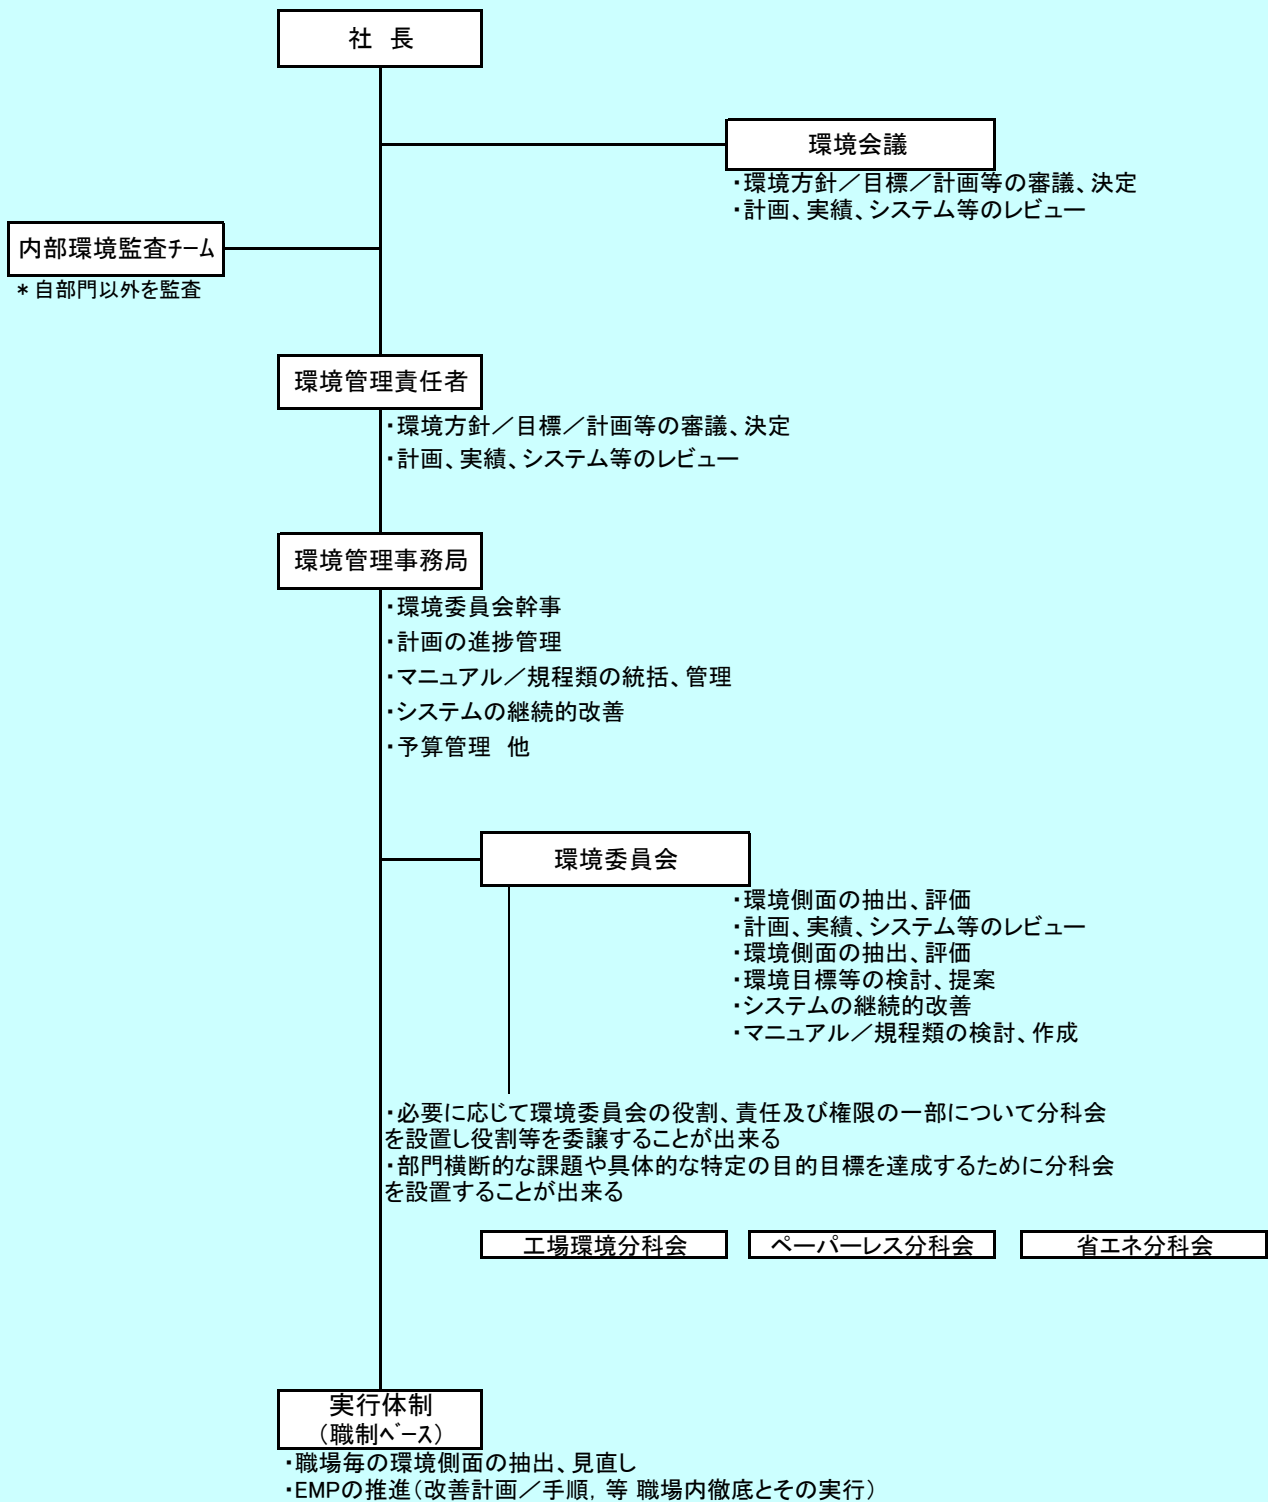 社　長
環境会議
・環境方針／目標／計画等の審議、決定
・計画、実績、システム等のレビュー
内部環境監査ﾁｰﾑ
＊自部門以外を監査
環境管理責任者
・環境方針／目標／計画等の審議、決定
・計画、実績、システム等のレビュー
環境管理事務局
・環境委員会幹事
・計画の進捗管理
・マニュアル／規程類の統括、管理
・システムの継続的改善
・予算管理　他
環境委員会
・環境側面の抽出、評価
・計画、実績、システム等のレビュー
・環境側面の抽出、評価
・環境目標等の検討、提案
・システムの継続的改善
・マニュアル／規程類の検討、作成
・必要に応じて環境委員会の役割、責任及び権限の一部について分科会
を設置し役割等を委譲することが出来る
・部門横断的な課題や具体的な特定の目的目標を達成するために分科会
を設置することが出来る
工場環境分科会
ペーパーレス分科会
省エネ分科会
実行体制
（職制ﾍﾞｰｽ）
・職場毎の環境側面の抽出、見直し
・EMPの推進（改善計画／手順, 等 職場内徹底とその実行）